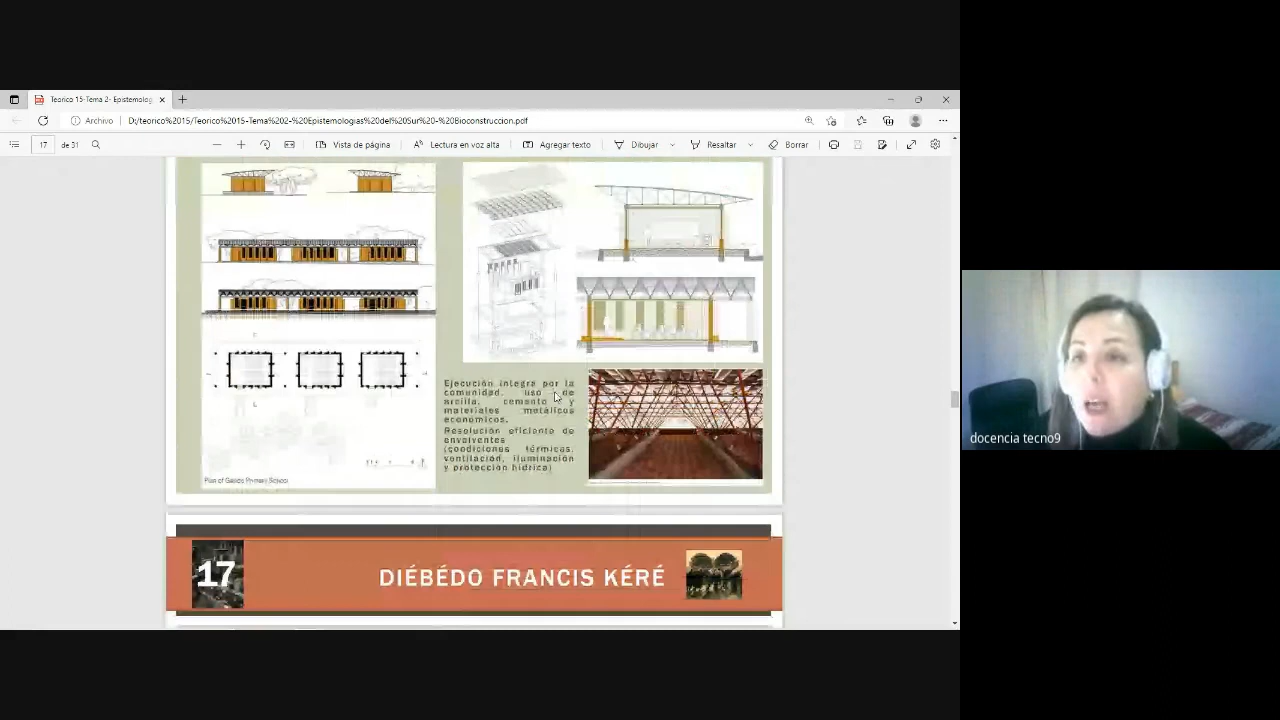 Teorico 15-Tema 2- Epistemolog
Archivo
D:/teorico%2015/Teorico%2015-Tema%202-%20Epistemologias%20del%20Sur%20-%20Bioconstruccion.pdf
17 de 31
Vista de página
Lectura en voz alta
Agregar texto
Dibujar
Resaltar
Borrar
Ejecución íntegra por la
comunidad, uso de
arcilla, cemento y
materiales metálicos
económicos.
Resolución eficiente de
envolventes
(condiciones térmicas,
ventilación, iluminación
y protección hídrica)
Plan of Gando Primary School
17
DIÉBÉDO FRANCIS KÉRÉ
docencia tecno9